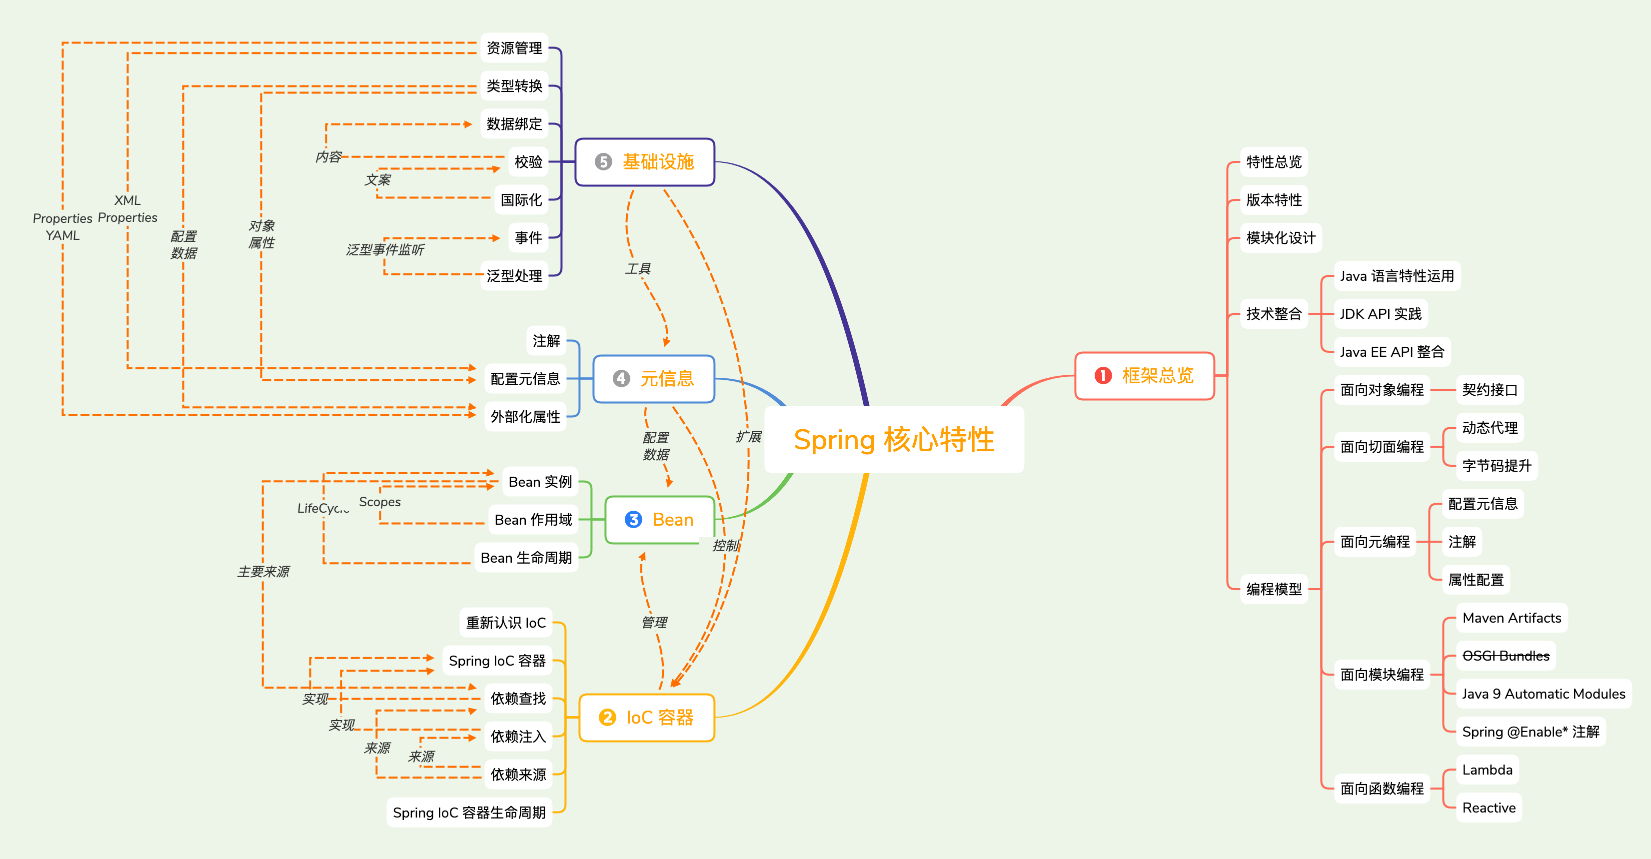 Spring 核心特性
❶ 框架总览
特性总览
版本特性
模块化设计
技术整合
Java 语言特性运用
JDK API 实践
Java EE API 整合
编程模型
面向对象编程
契约接口
面向切面编程
动态代理
字节码提升
面向元编程
配置元信息
注解
属性配置
面向模块编程
Maven Artifacts
OSGI Bundles
Java 9 Automatic Modules
Spring @Enable* 注解
面向函数编程
Lambda
Reactive
❷ IoC 容器
重新认识 IoC
Spring IoC 容器
依赖查找
依赖注入
依赖来源
Spring IoC 容器生命周期
实现
实现
来源
来源
❸ Bean
Bean 实例
Bean 作用域
Bean 生命周期
LifeCycle
Scopes
主要来源
❹ 元信息
注解
配置元信息
外部化属性
❺ 基础设施
资源管理
类型转换
数据绑定
校验
国际化
事件
泛型处理
内容
文案
泛型事件监听
Properties
YAML
XML
Properties
配置
数据
对象
属性
工具
扩展
配置
数据
控制
管理